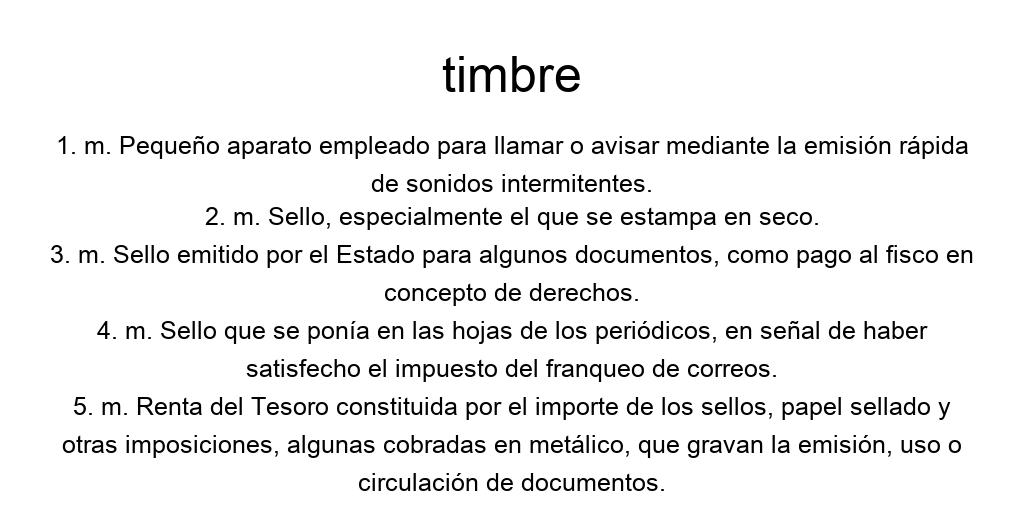 timbre
1. m. Pequeño aparato empleado para llamar o avisar mediante la emisión rápida
de sonidos intermitentes.
2. m. Sello, especialmente el que se estampa en seco.
3. m. Sello emitido por el Estado para algunos documentos, como pago al fisco en
concepto de derechos.
4. m. Sello que se ponía en las hojas de los periódicos, en señal de haber
satisfecho el impuesto del franqueo de correos.
5. m. Renta del Tesoro constituida por el importe de los sellos, papel sellado y
otras imposiciones, algunas cobradas en metálico, que gravan la emisión, uso o
circulación de documentos.